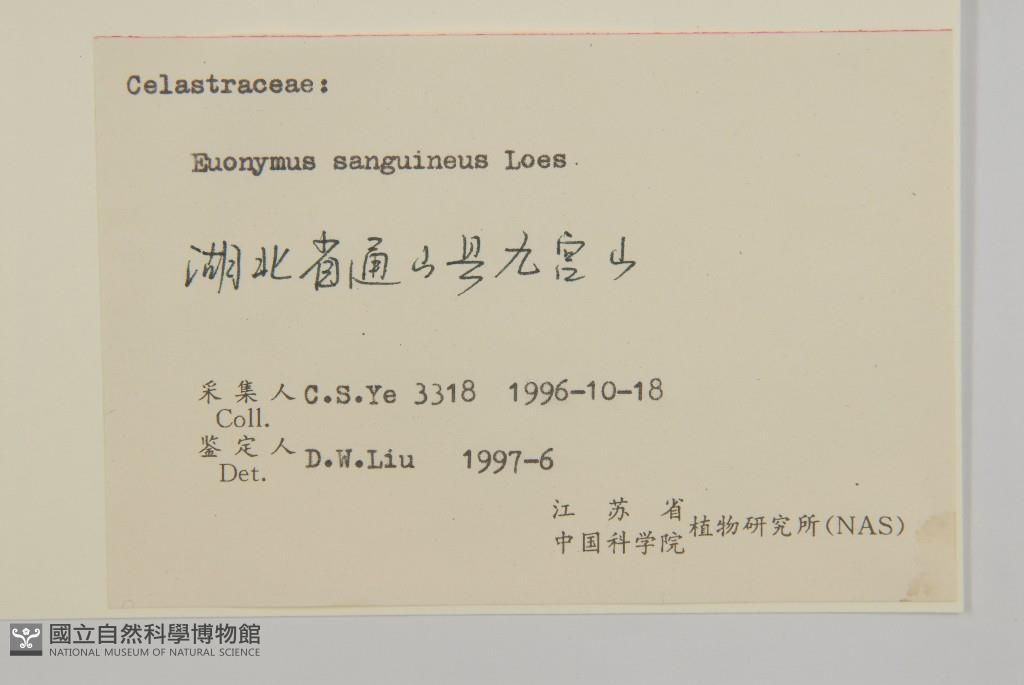 Celastraceae:
Euonymus sanguineus Loes.
湖北省通山县九宫山
采集人 C.S.Ye 3318 1996-10-18
Coll.
鉴定人 D.W.Liu 1997-6
Det.
江苏省
中国科学院 植物研究所(NAS)
國立自然科學博物館
NATIONAL MUSEUM OF NATURAL SCIENCE